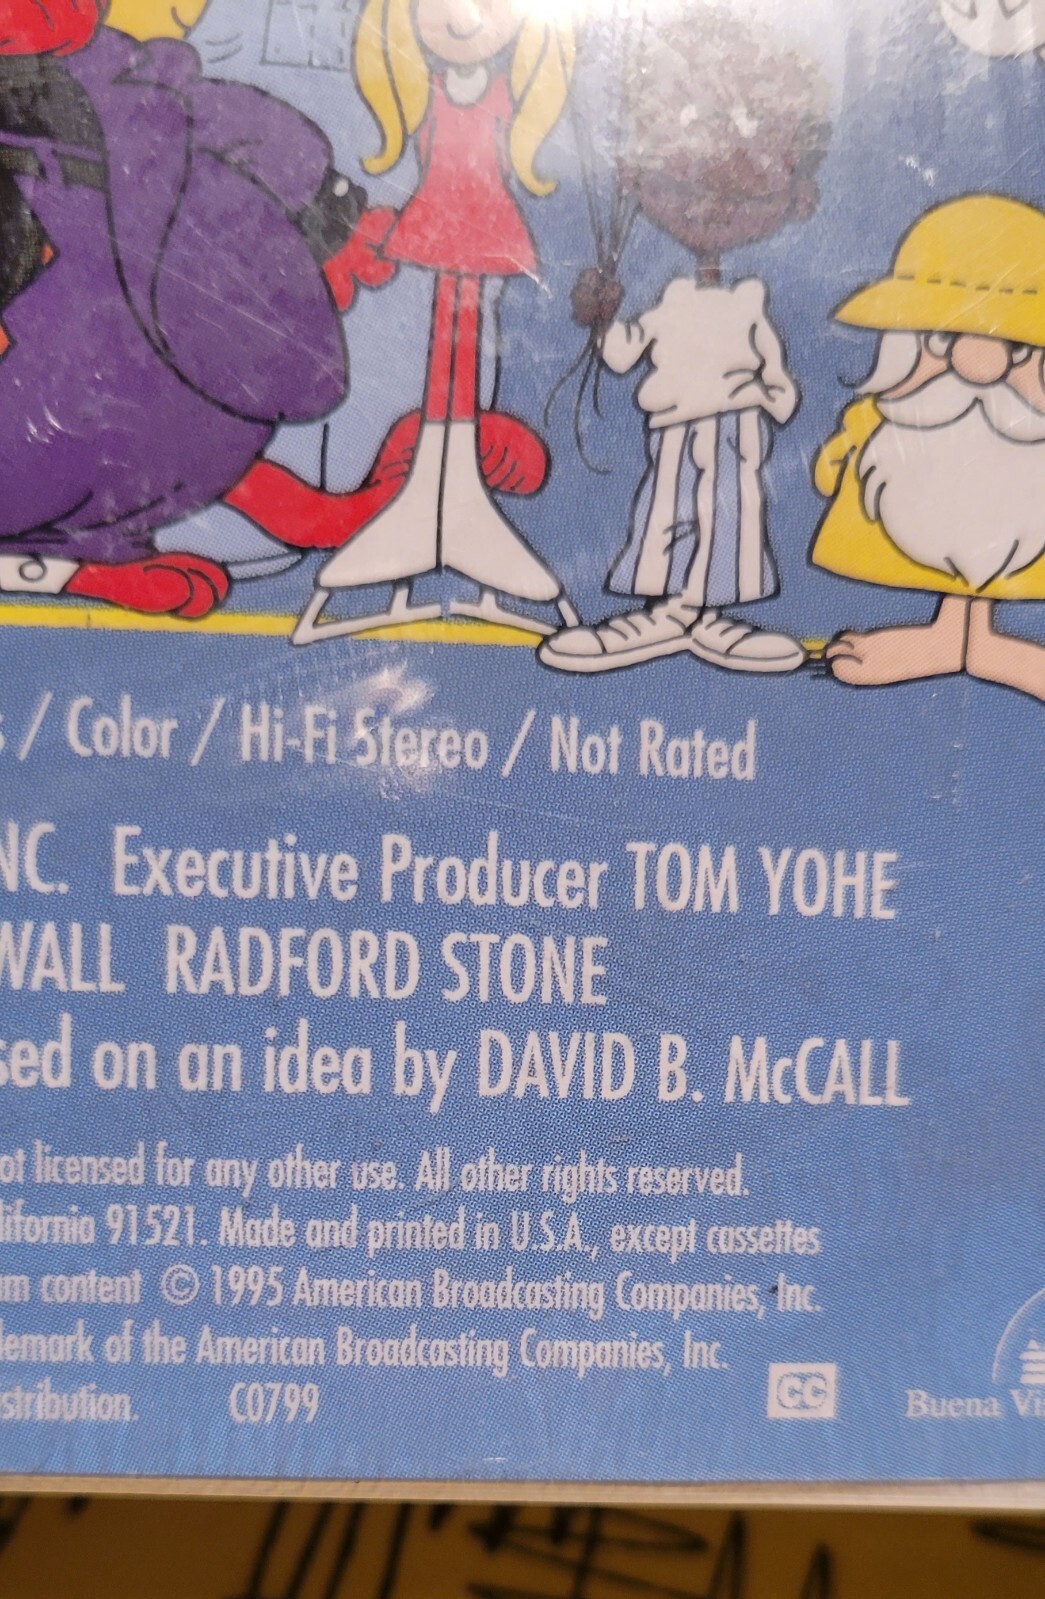 / Color / Hi-Fi Stereo / Not Rated
NC. Executive Producer TOM YOHE
WALL RADFORD STONE
sed on an idea by DAVID B. McCALL
ot licensed for any other use. All other rights reserved.
lifornia 91521. Made and printed in U.S.A., except cassettes
m content © 1995 American Broadcasting Companies, Inc.
demark of the American Broadcasting Companies, Inc.
stribution. C0799
CC
Buena Vis